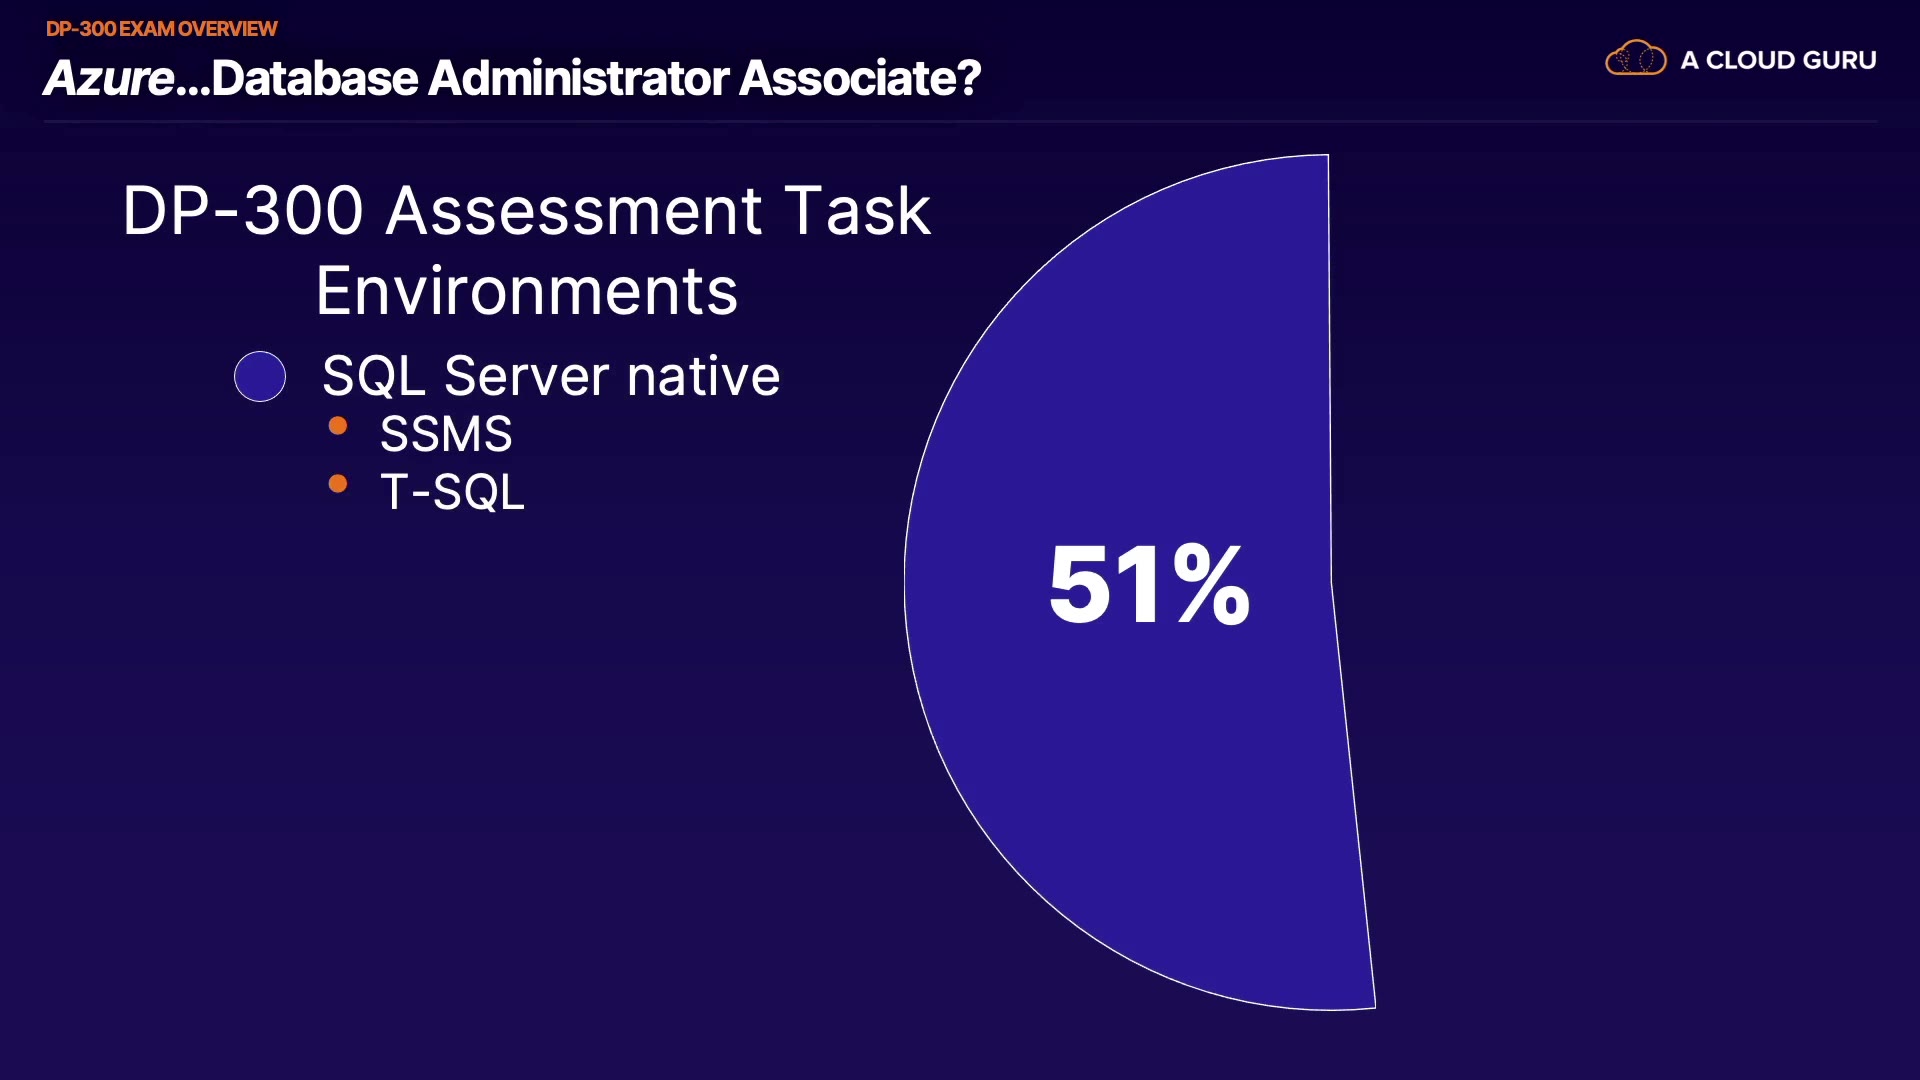 DP-300 EXAM OVERVIEW
Azure...Database Administrator Associate?
A CLOUD GURU
DP-300 Assessment Task
Environments
SQL Server native
SSMS
T-SQL
51%